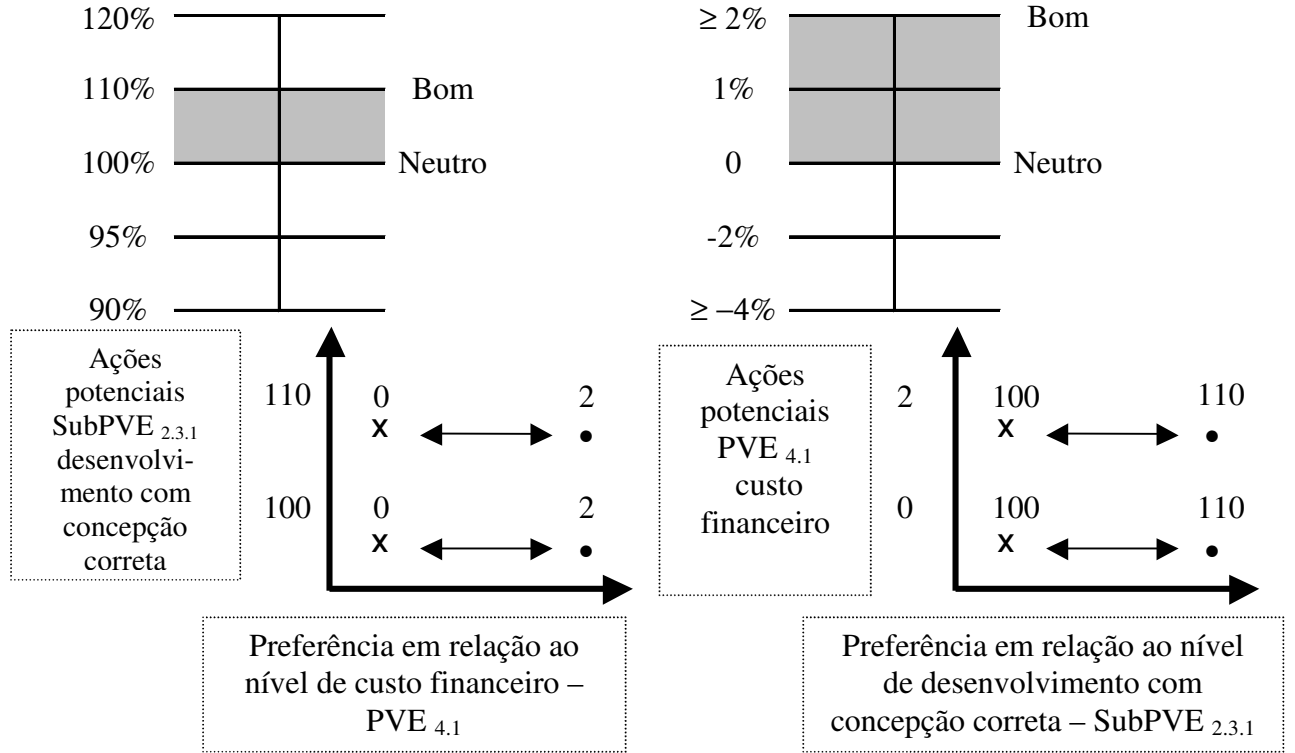 120%
110%
Bom
100%
Neutro
95%
90%
≥ 2%
Bom
1%
0
Neutro
-2%
≥ −4%
Ações
potenciais
SubPVE 2.3.1
desenvolvi-
mento com
concepção
correta
110
0
2
x
100
0
2
x
Preferência em relação ao
nível de custo financeiro –
PVE 4.1
Ações
potenciais
PVE 4.1
custo
financeiro
2
100
110
x
0
100
110
x
Preferência em relação ao nível
de desenvolvimento com
concepção correta – SubPVE 2.3.1